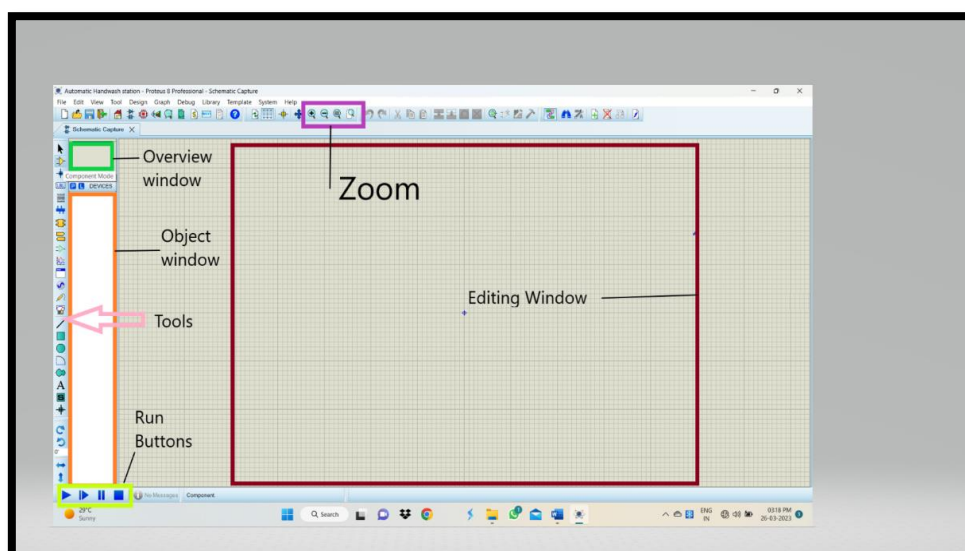 Automatic Handwash station - Proteus 8 Professional - Schematic Capture
File Edit View Tool Design Graph Debug Library Template System Help
Schematic Capture
Overview
window
Component Mode
P L DEVICES
Zoom
Object
window
Editing Window
Tools
A
Run
Buttons
No Messages Component
29°C
Sunny
Search
ENG
IN
03:18 PM
26-03-2023